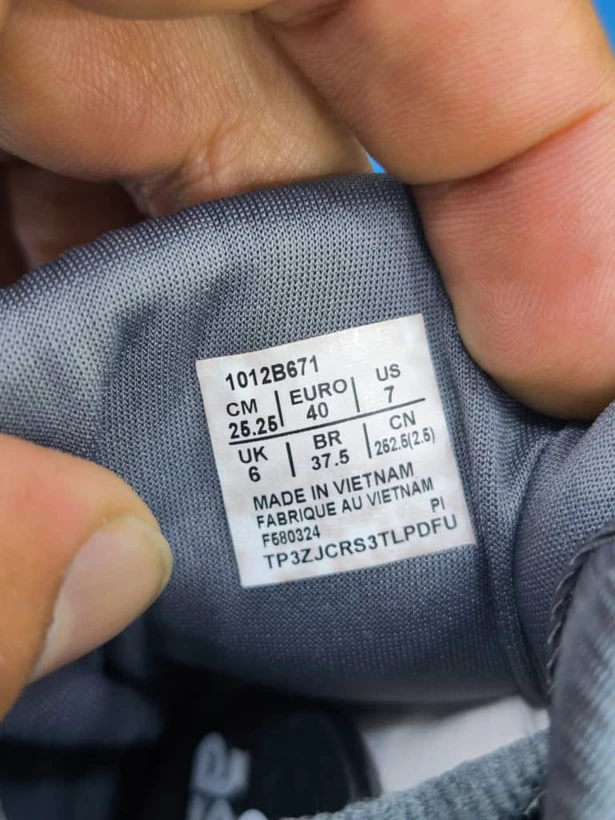 1012B671
CM 25.25 | EURO 40 | US 7
UK 6 | BR 37.5 | CN 252.5(2.5)
MADE IN VIETNAM
FABRIQUE AU VIETNAM
F580324 PI
TP3ZJCRS3TLPDFU